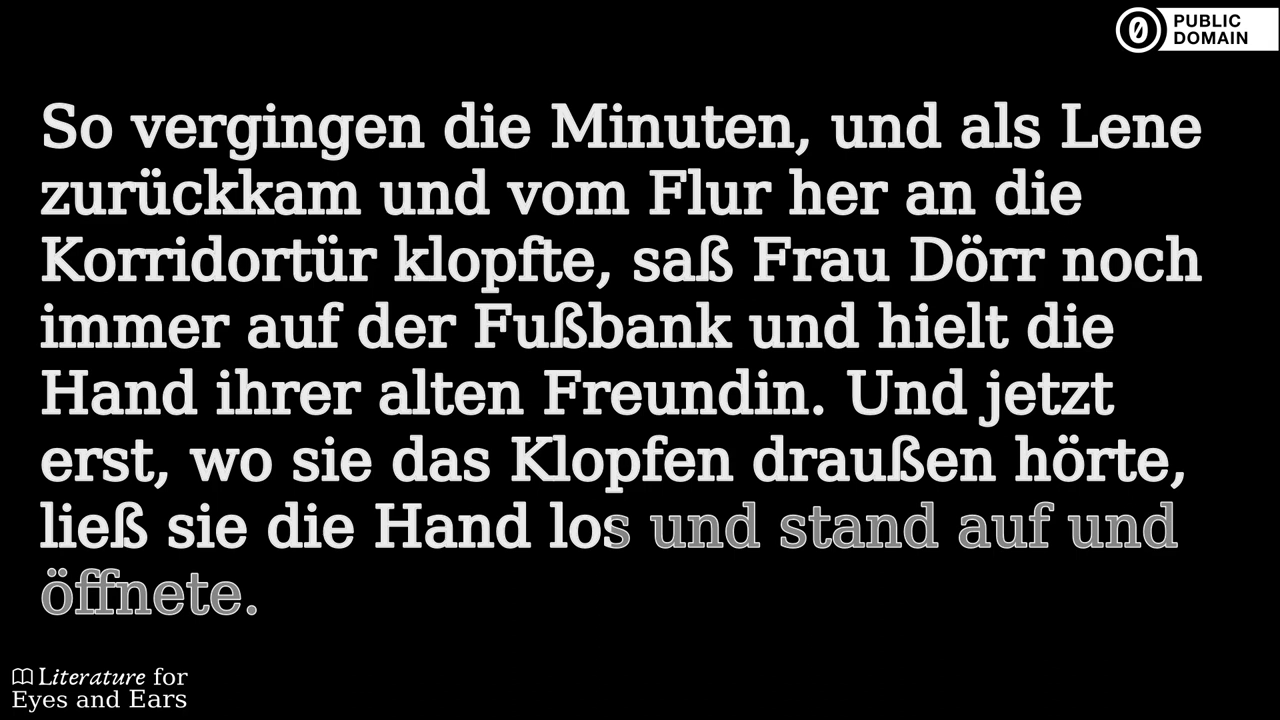 PUBLIC
DOMAIN
So vergingen die Minuten, und als Lene
zurückkam und vom Flur her an die
Korridortür klopfte, saß Frau Dörr noch
immer auf der Fußbank und hielt die
Hand ihrer alten Freundin. Und jetzt
erst, wo sie das Klopfen draußen hörte,
ließ sie die Hand los und stand auf und
öffnete.
Literature for
Eyes and Ears